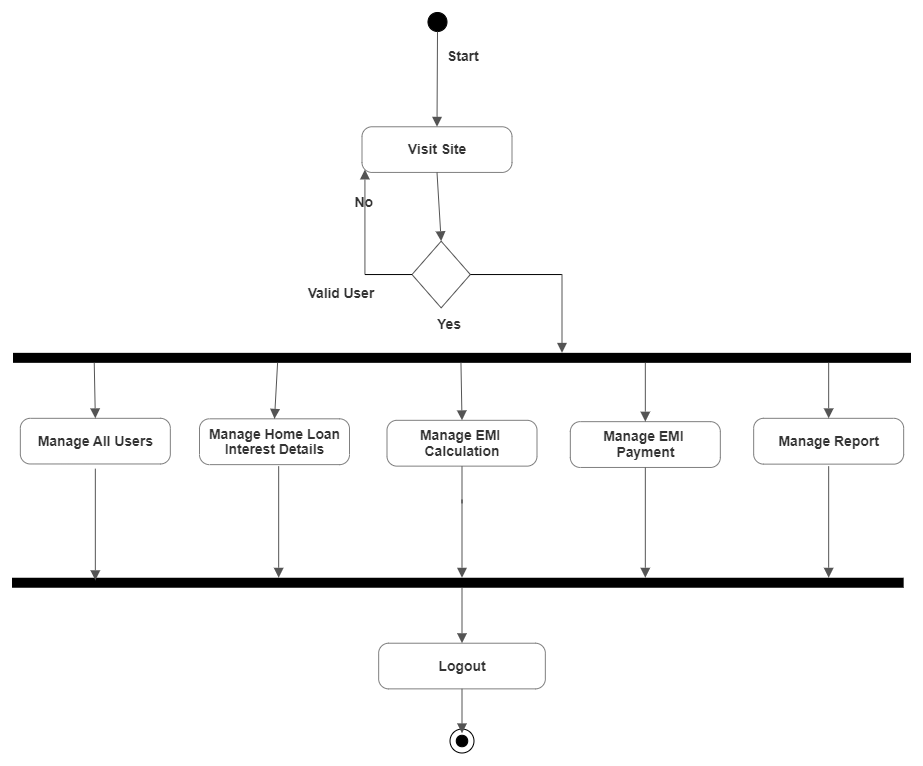 Start
Visit Site
No
Valid User
Yes
Manage All Users
Manage Home Loan
Interest Details
Manage EMI
Calculation
Manage EMI
Payment
Manage Report
Logout